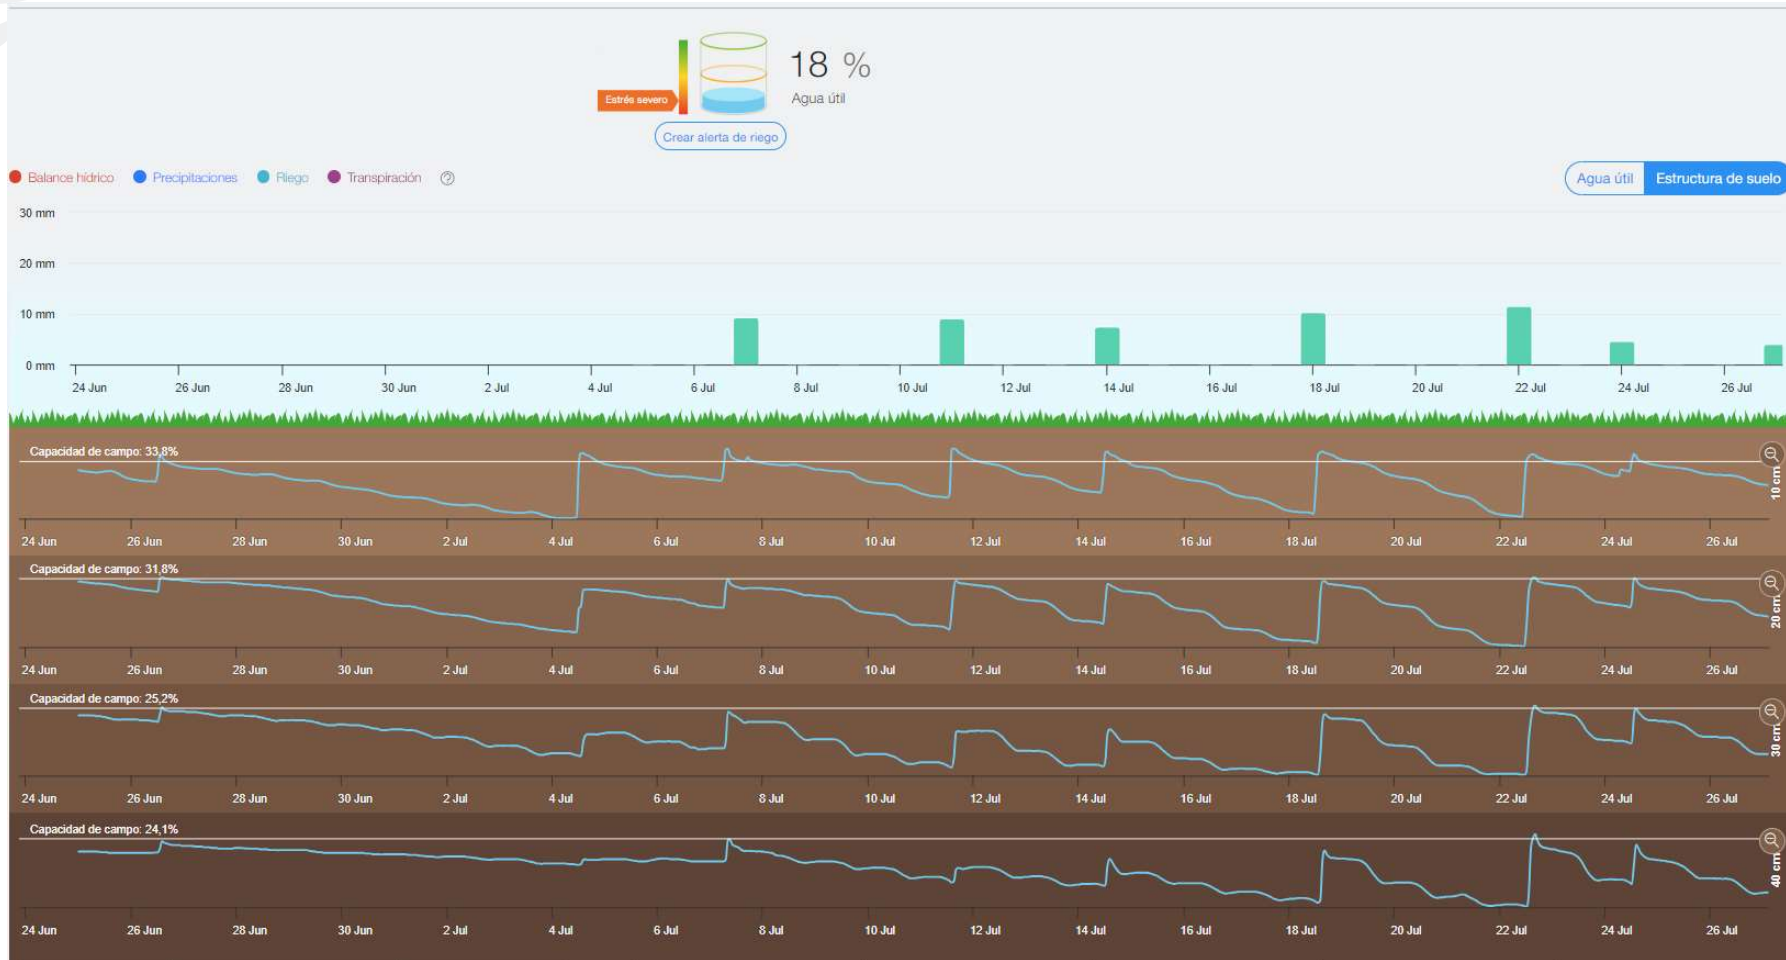 18 %
Estrés severo
Agua útil
Crear alerta de riego
Balance hídrico Precipitaciones Riego Transpiración ?
Agua útil Estructura de suelo
30 mm
20 mm
10 mm
0 mm
24 Jun 26 Jun 28 Jun 30 Jun 2 Jul 4 Jul 6 Jul 8 Jul 10 Jul 12 Jul 14 Jul 16 Jul 18 Jul 20 Jul 22 Jul 24 Jul 26 Jul
Capacidad de campo: 33,8%
10 cm
24 Jun 26 Jun 28 Jun 30 Jun 2 Jul 4 Jul 6 Jul 8 Jul 10 Jul 12 Jul 14 Jul 16 Jul 18 Jul 20 Jul 22 Jul 24 Jul 26 Jul
Capacidad de campo: 31,8%
20 cm
24 Jun 26 Jun 28 Jun 30 Jun 2 Jul 4 Jul 6 Jul 8 Jul 10 Jul 12 Jul 14 Jul 16 Jul 18 Jul 20 Jul 22 Jul 24 Jul 26 Jul
Capacidad de campo: 25,2%
30 cm
24 Jun 26 Jun 28 Jun 30 Jun 2 Jul 4 Jul 6 Jul 8 Jul 10 Jul 12 Jul 14 Jul 16 Jul 18 Jul 20 Jul 22 Jul 24 Jul 26 Jul
Capacidad de campo: 24,1%
40 cm
24 Jun 26 Jun 28 Jun 30 Jun 2 Jul 4 Jul 6 Jul 8 Jul 10 Jul 12 Jul 14 Jul 16 Jul 18 Jul 20 Jul 22 Jul 24 Jul 26 Jul